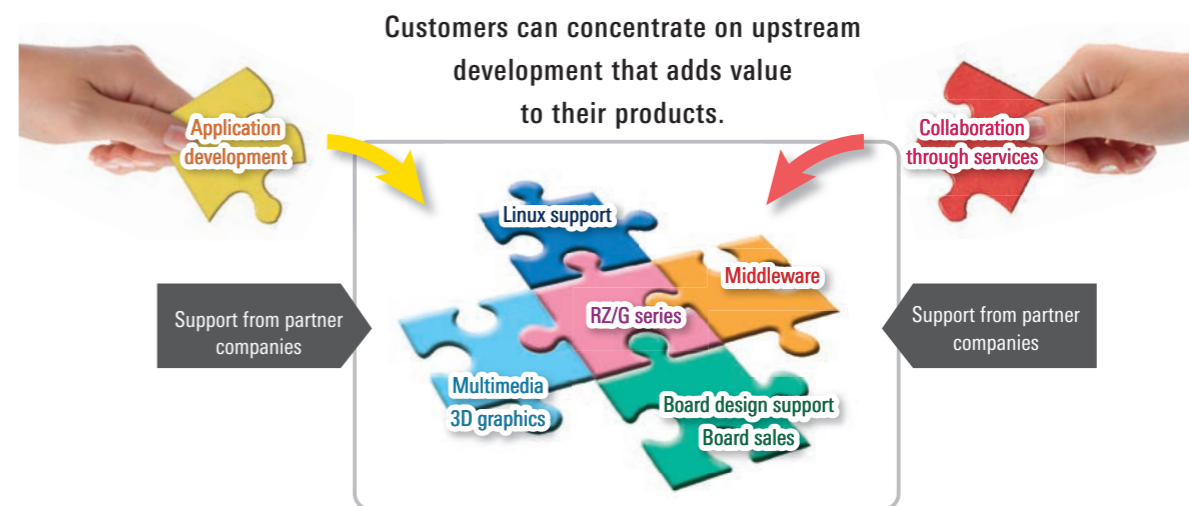 Customers can concentrate on upstream
development that adds value
to their products.
Application
development
Collaboration
through services
Linux support
Middleware
RZ/G series
Support from partner
companies
Support from partner
companies
Multimedia
3D graphics
Board design support
Board sales